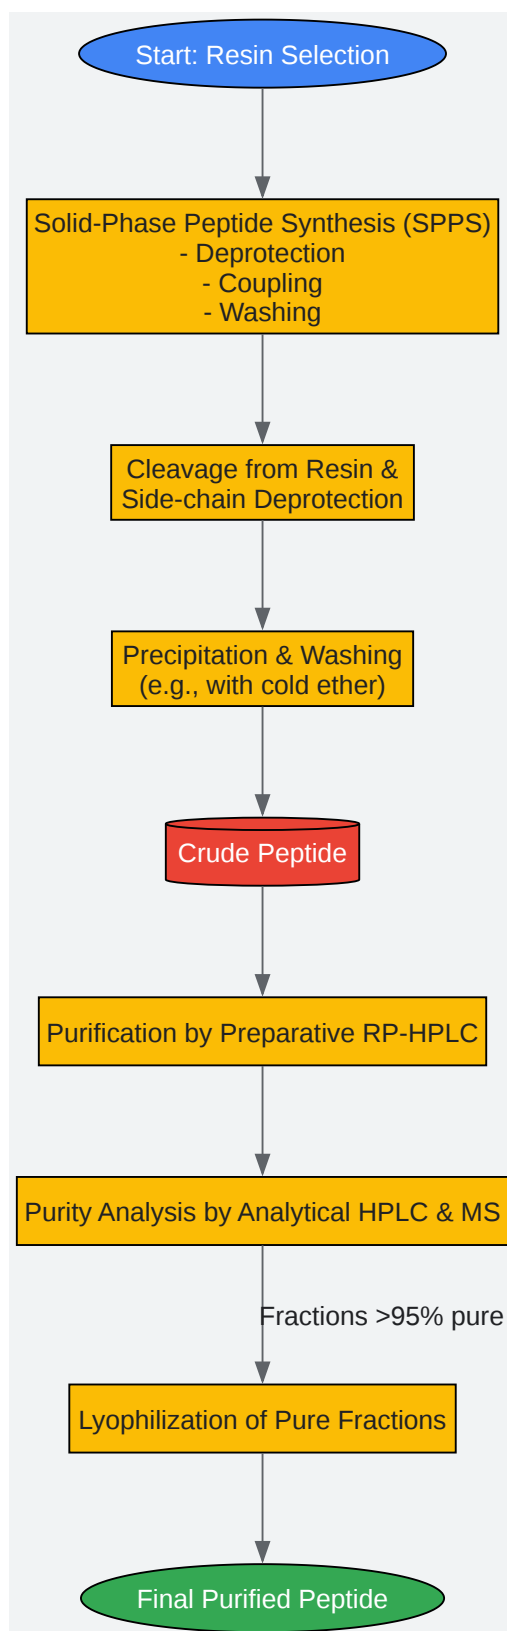 Start: Resin Selection
Solid-Phase Peptide Synthesis (SPPS)
- Deprotection
- Coupling
- Washing
Cleavage from Resin &
Side-chain Deprotection
Precipitation & Washing
(e.g., with cold ether)
Crude Peptide
Purification by Preparative RP-HPLC
Purity Analysis by Analytical HPLC & MS
Fractions >95% pure
Lyophilization of Pure Fractions
Final Purified Peptide